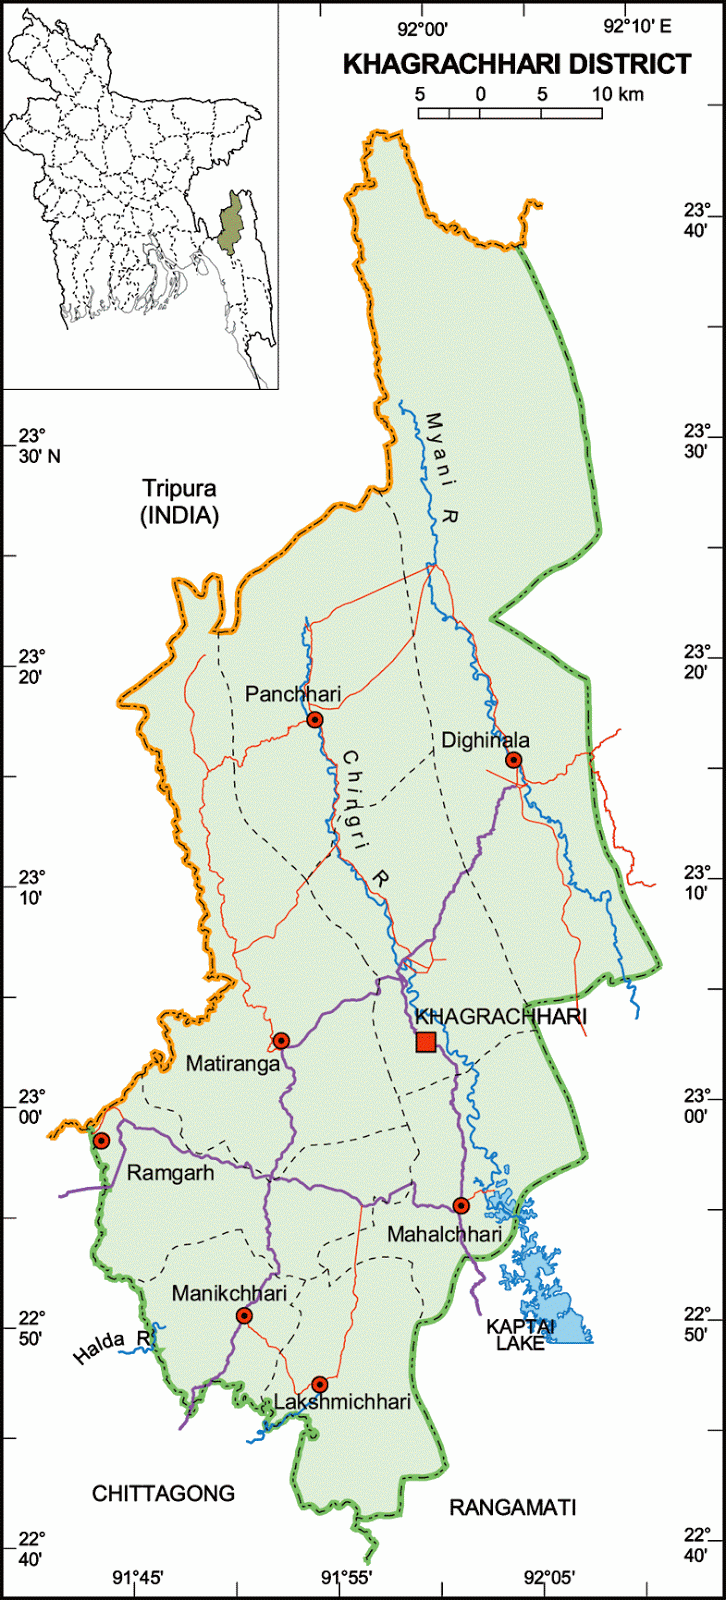 92°00'
92°10' E
KHAGRACHHARI DISTRICT
5 0 5 10 km
23°
40'
23°
30' N
23°
30'
Myani R
Tripura
(INDIA)
23°
20'
23°
20'
Panchhari
Dighinala
Chingri R
23°
10'
23°
10'
KHAGRACHHARI
Matiranga
23°
00'
23°
00'
Ramgarh
Mahalchhari
Manikchhari
22°
50'
22°
50'
Halda R
KAPTAI
LAKE
Lakshmichhari
CHITTAGONG
RANGAMATI
22°
40'
22°
40'
91°45'
91°55'
92°05'